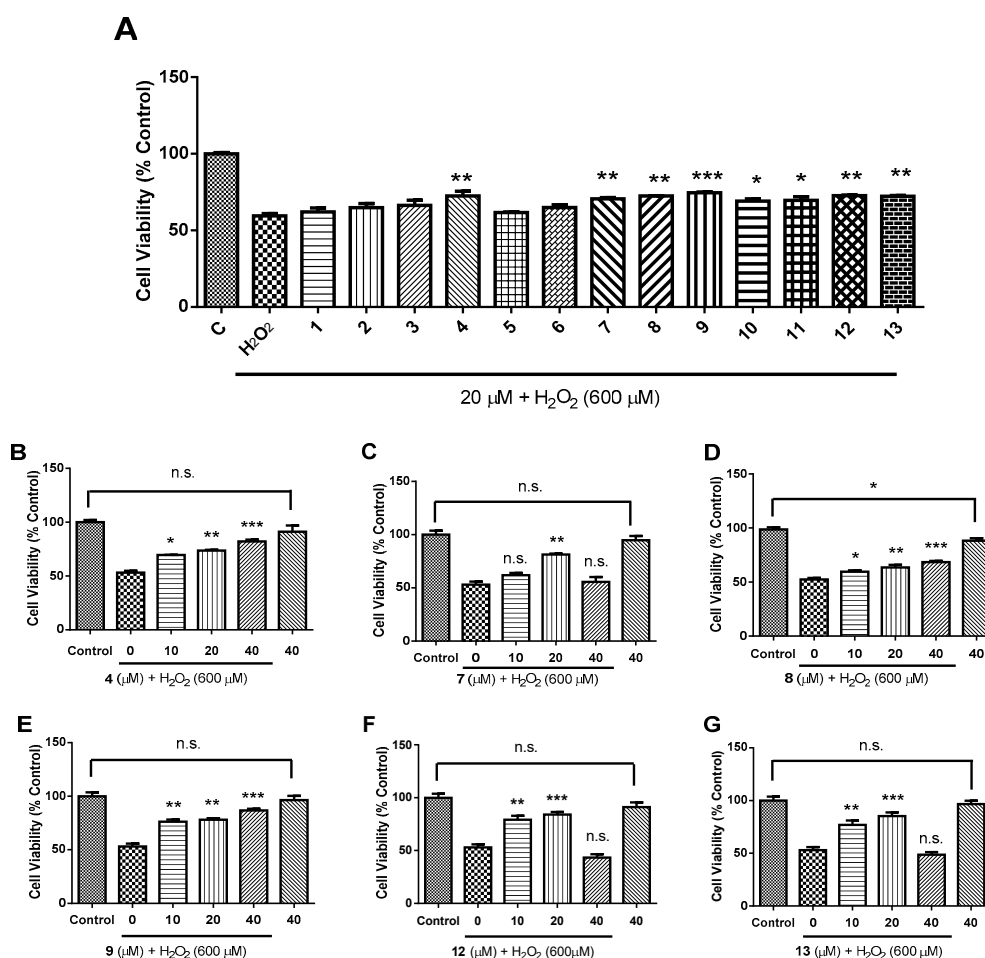 A
Cell Viability (% Control)
150
100
50
0
** ** ** *** * * ** **
C H₂O₂ 1 2 3 4 5 6 7 8 9 10 11 12 13
20 μM + H₂O₂ (600 μM)
B
Cell Viability (% Control)
150
100
50
0
n.s.
* ** ***
Control 0 10 20 40 40
4 (μM) + H₂O₂ (600 μM)
C
Cell Viability (% Control)
150
100
50
0
n.s.
n.s. ** n.s.
Control 0 10 20 40 40
7 (μM) + H₂O₂ (600 μM)
D
Cell Viability (% Control)
150
100
50
0
*
* ** ***
Control 0 10 20 40 40
8 (μM) + H₂O₂ (600 μM)
E
Cell Viability (% Control)
150
100
50
0
n.s.
** ** ***
Control 0 10 20 40 40
9 (μM) + H₂O₂ (600 μM)
F
Cell Viability (% Control)
150
100
50
0
n.s.
** *** n.s.
Control 0 10 20 40 40
12 (μM) + H₂O₂ (600μM)
G
Cell Viability (% Control)
150
100
50
0
n.s.
** *** n.s.
Control 0 10 20 40 40
13 (μM) + H₂O₂ (600 μM)